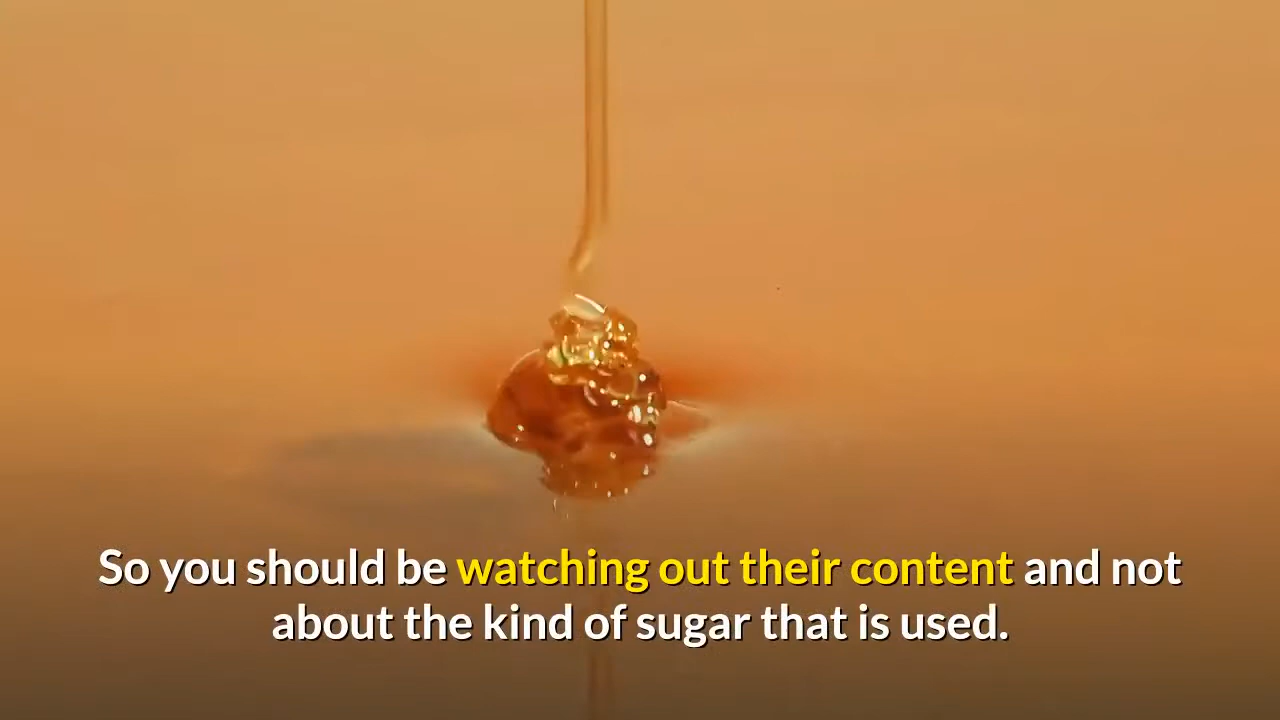 So you should be watching out their content and not
about the kind of sugar that is used.